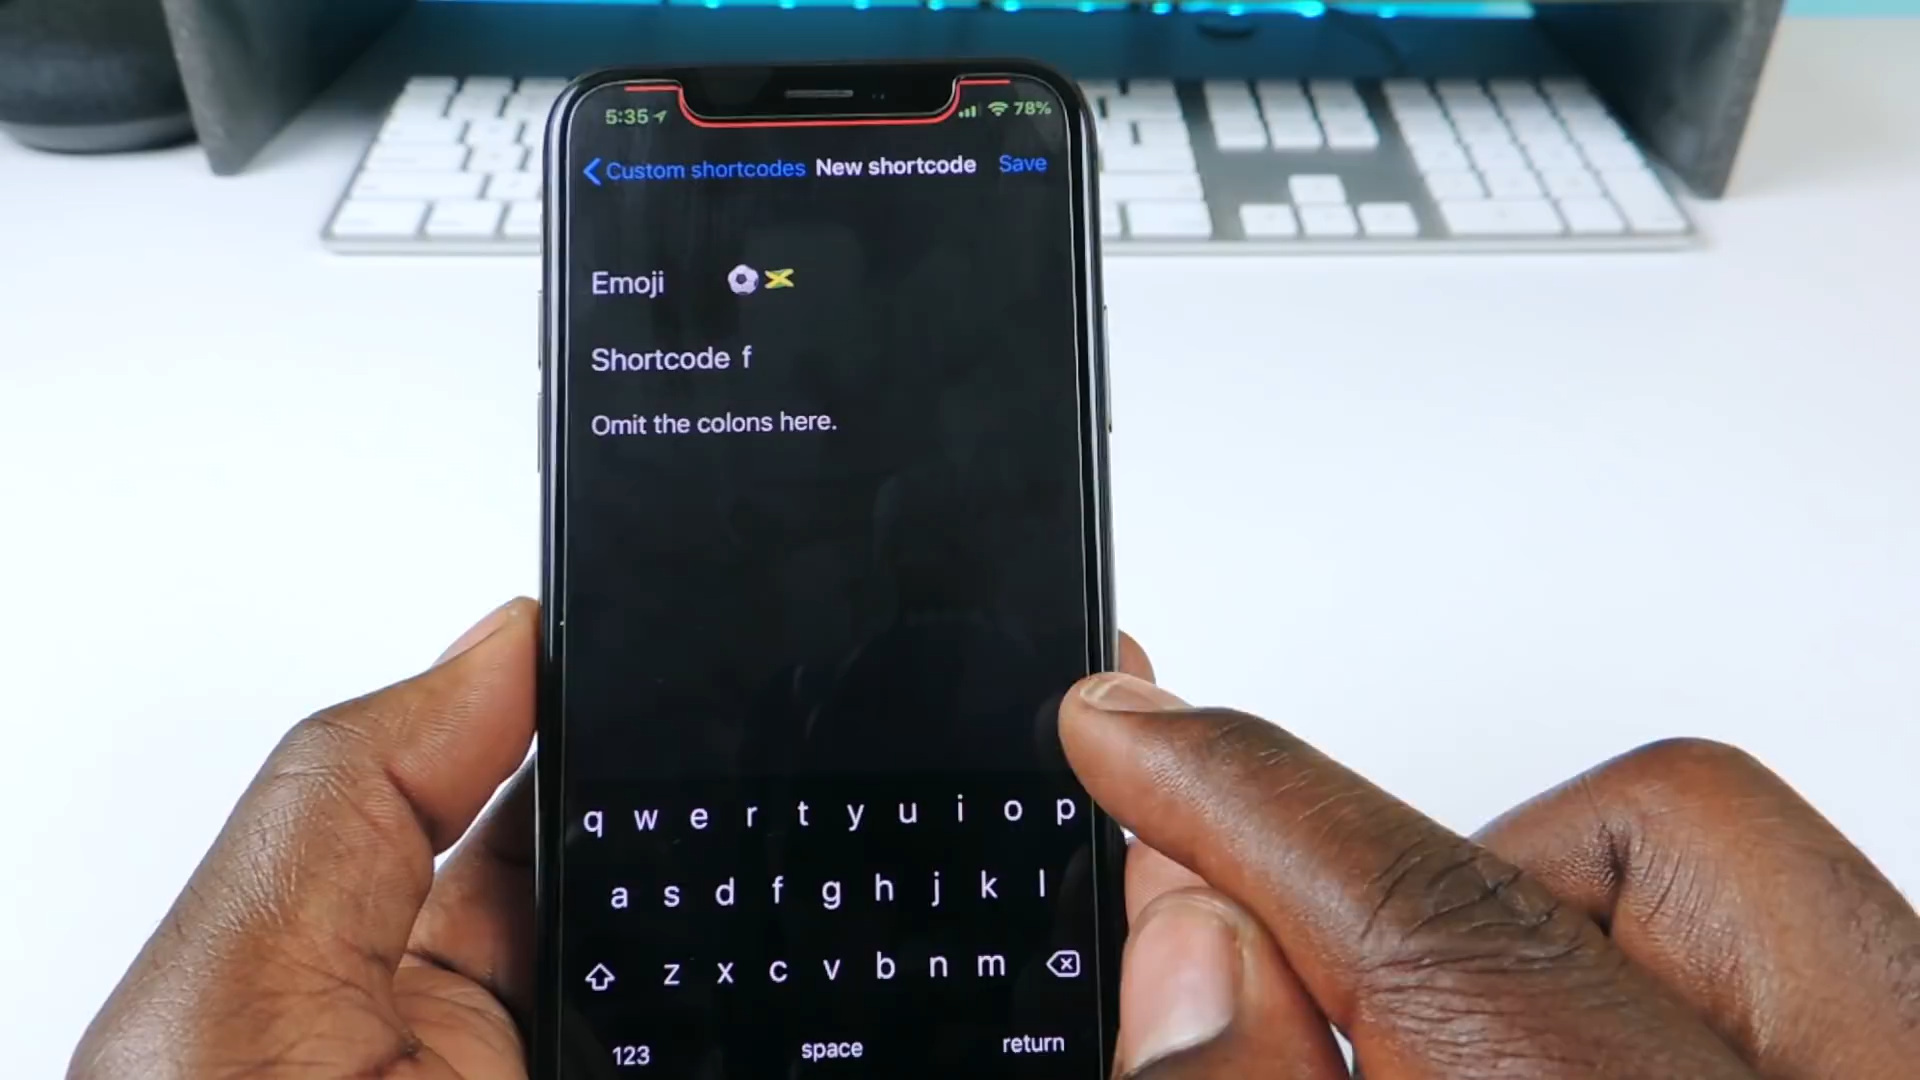 5:35 78%
Custom shortcodes New shortcode Save
Emoji ⚽🇯🇲
Shortcode f
Omit the colons here.
q w e r t y u i o p
a s d f g h j k l
z x c v b n m
123 space return